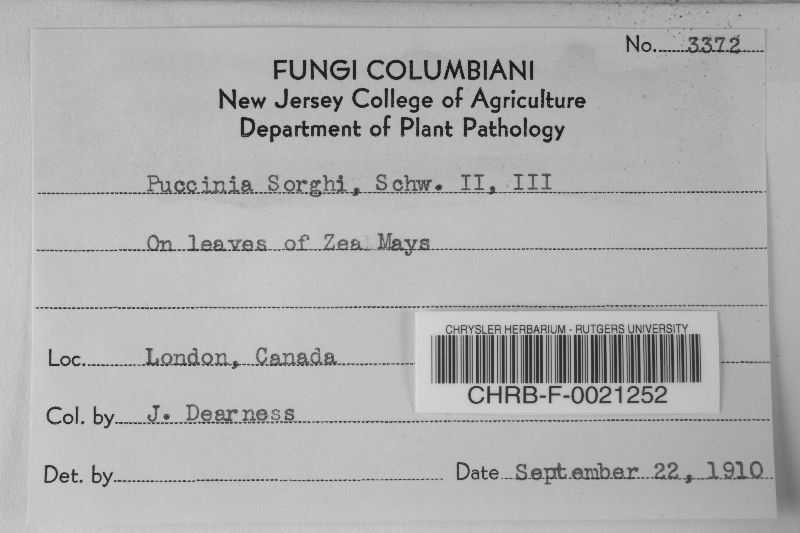 No. 3372
FUNGI COLUMBIANI
New Jersey College of Agriculture
Department of Plant Pathology
Puccinia Sorghi, Schw. II, III
On leaves of Zea Mays
CHRYSLER HERBARIUM - RUTGERS UNIVERSITY
CHRB-F-0021252
Loc. London, Canada
Col. by J. Dearness
Det. by
Date September 22, 1910